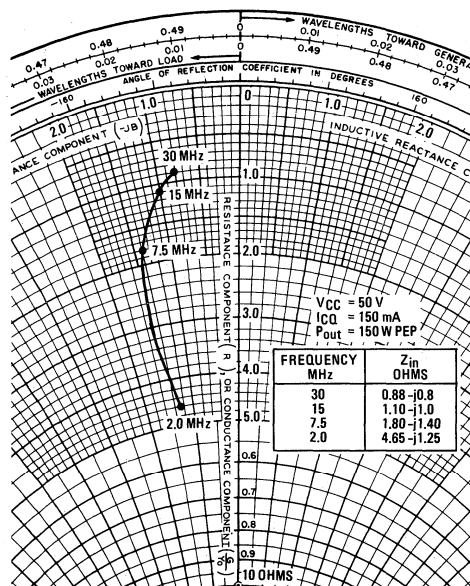 WAVELENGTHS TOWARD GENER
0.47 0.48 0.49 0 0.01 0.02 0.03
0.03 0.02 0.01 0 0.49 0.48 0.47
WAVELENGTHS TOWARD LOAD
ANGLE OF REFLECTION COEFFICIENT IN DEGREES
-160 160
2.0 1.0 0 1.0 2.0
ANCE COMPONENT (-JB)
INDUCTIVE REACTANCE C
30 MHz
15 MHz
7.5 MHz
2.0 MHz
1.0
2.0
3.0
4.0
5.0
0.6
0.7
0.8
0.9
RESISTANCE COMPONENT (R), OR CONDUCTANCE COMPONENT (G/Yo)
10 OHMS
VCC = 50 V
ICQ = 150 mA
Pout = 150 W PEP
FREQUENCY MHz Zin OHMS
30 0.88 -j0.8
15 1.10 -j1.0
7.5 1.80 -j1.40
2.0 4.65 -j1.25